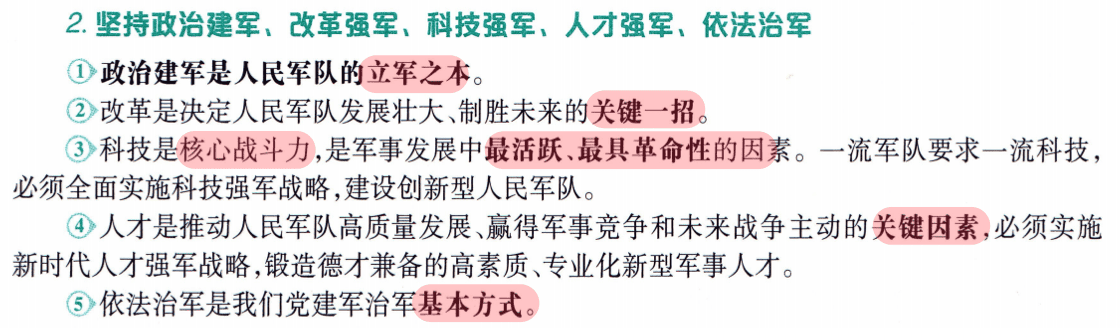 2. 坚持政治建军、改革强军、科技强军、人才强军、依法治军
①政治建军是人民军队的立军之本。
②改革是决定人民军队发展壮大、制胜未来的关键一招。
③科技是核心战斗力,是军事发展中最活跃、最具革命性的因素。一流军队要求一流科技,
必须全面实施科技强军战略,建设创新型人民军队。
④人才是推动人民军队高质量发展、赢得军事竞争和未来战争主动的关键因素,必须实施
新时代人才强军战略,锻造德才兼备的高素质、专业化新型军事人才。
⑤依法治军是我们党建军治军基本方式。